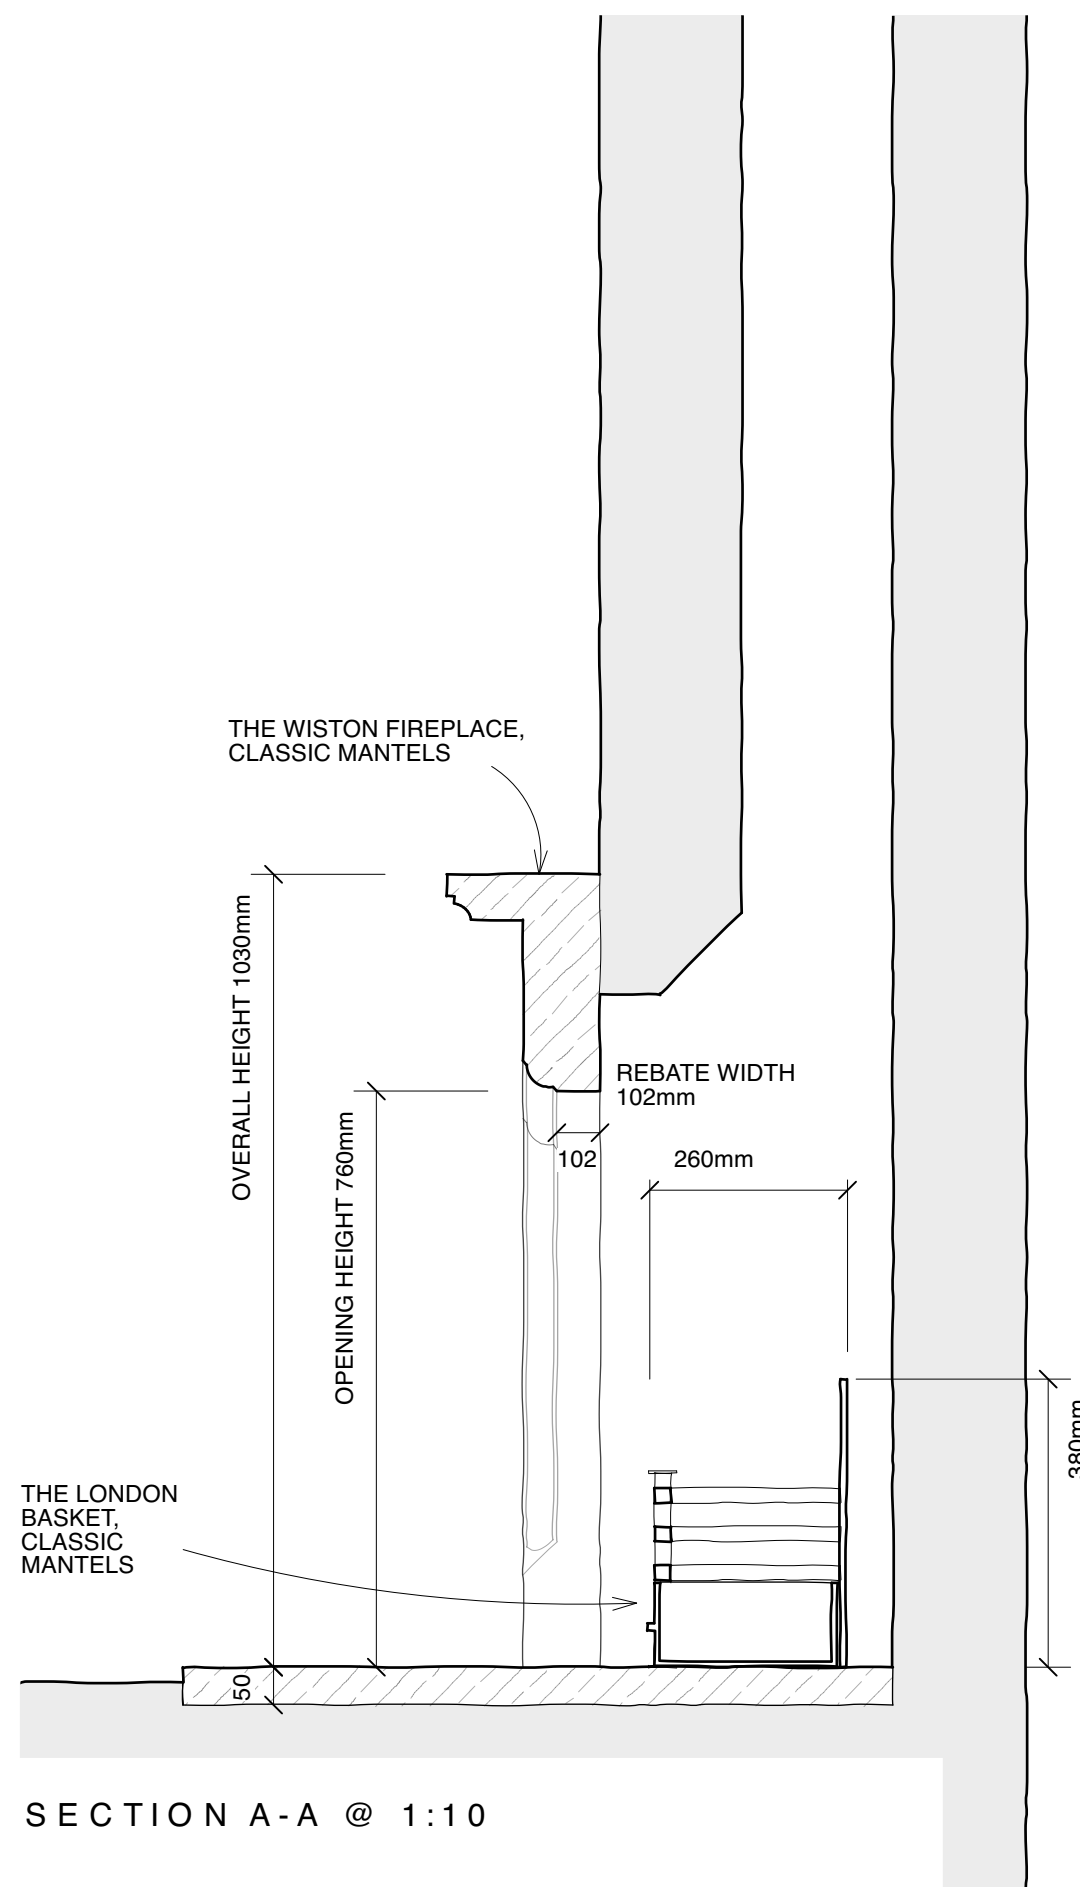 THE WISTON FIREPLACE,
CLASSIC MANTELS
OVERALL HEIGHT 1030mm
OPENING HEIGHT 760mm
REBATE WIDTH
102mm
102
260mm
380mm
THE LONDON
BASKET,
CLASSIC
MANTELS
50
SECTION A-A @ 1:10